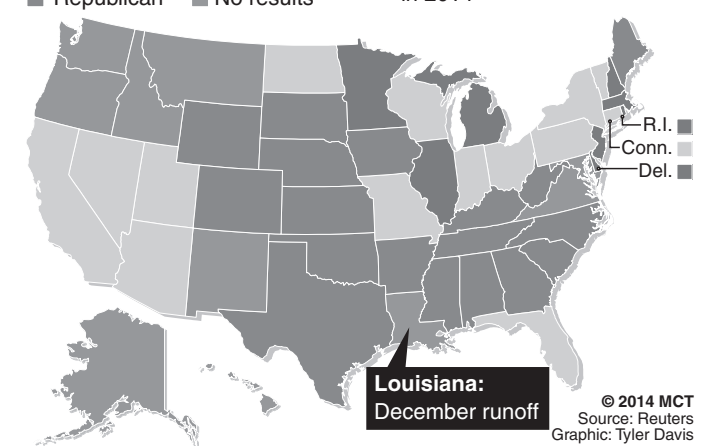 Republican
No results
in 2014
R.I.
Conn.
Del.
Louisiana:
December runoff
© 2014 MCT
Source: Reuters
Graphic: Tyler Davis